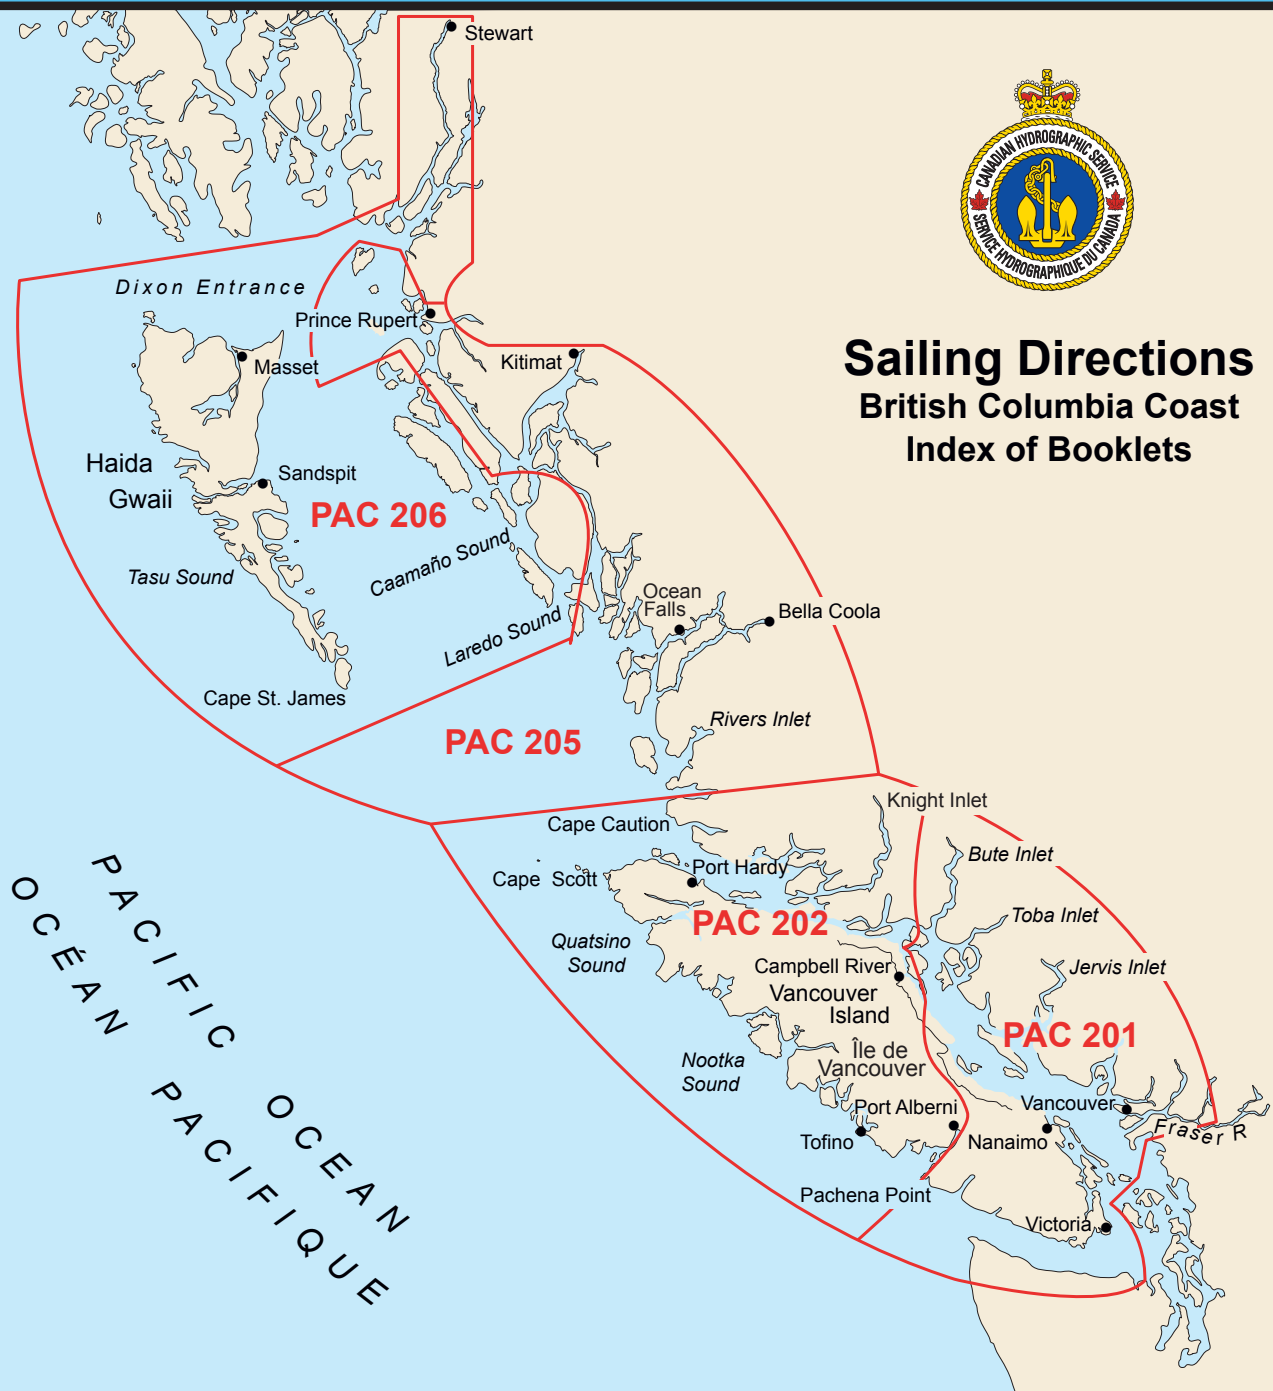 Stewart
CANADIAN HYDROGRAPHIC SERVICE
SERVICE HYDROGRAPHIQUE DU CANADA
Sailing Directions
British Columbia Coast
Index of Booklets
Dixon Entrance
Prince Rupert
Masset
Kitimat
Haida
Gwaii
Sandspit
PAC 206
Tasu Sound
Caamaño Sound
Laredo Sound
Ocean
Falls
Bella Coola
Cape St. James
Rivers Inlet
PAC 205
Knight Inlet
Cape Caution
Bute Inlet
Port Hardy
Cape Scott
PAC 202
Toba Inlet
Quatsino
Sound
Campbell River
Jervis Inlet
Vancouver
Island
PAC 201
Île de
Vancouver
Nootka
Sound
Port Alberni
Vancouver
Fraser R
Tofino
Nanaimo
Pachena Point
Victoria
PACIFIC OCEAN
OCÉAN PACIFIQUE